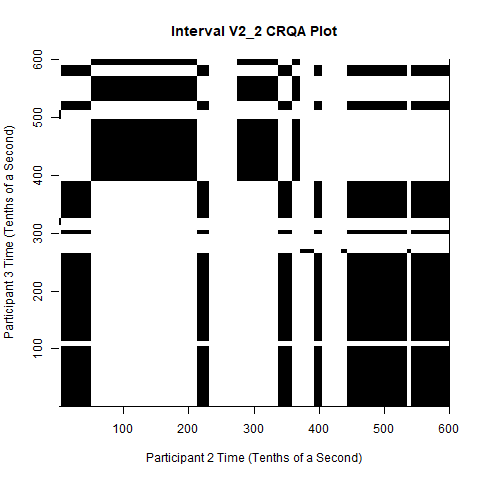 Interval V2_2 CRQA Plot
Participant 3 Time (Tenths of a Second)
600
500
400
300
200
100
100 200 300 400 500 600
Participant 2 Time (Tenths of a Second)